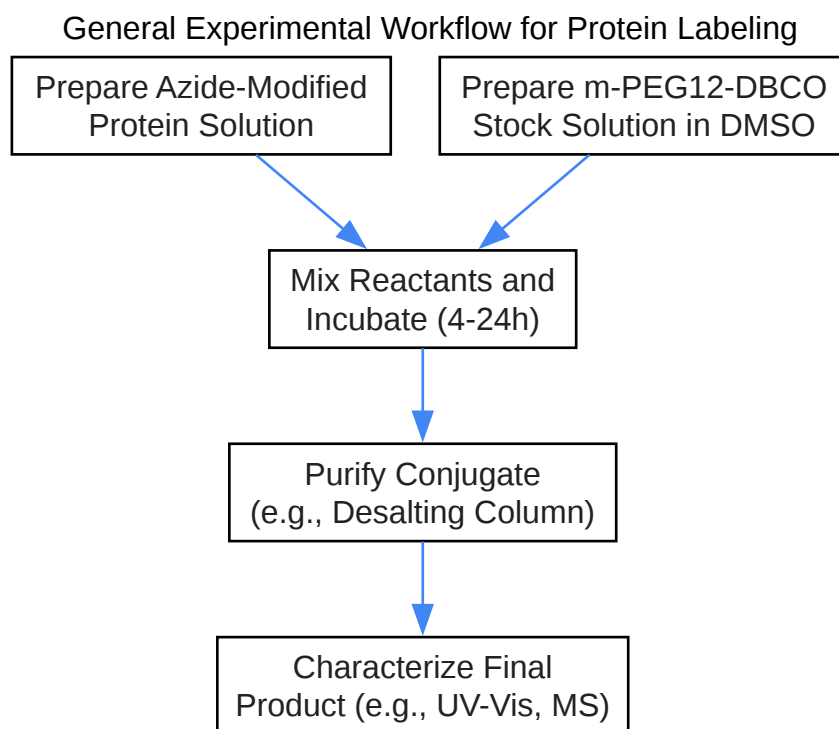 General Experimental Workflow for Protein Labeling
Prepare Azide-Modified
Protein Solution
Prepare m-PEG12-DBCO
Stock Solution in DMSO
Mix Reactants and
Incubate (4-24h)
Purify Conjugate
(e.g., Desalting Column)
Characterize Final
Product (e.g., UV-Vis, MS)